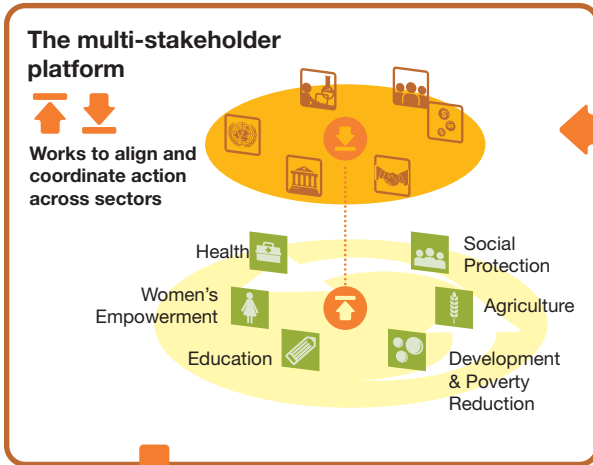 The multi-stakeholder
platform
Works to align and
coordinate action
across sectors
Health
Social
Protection
Women's
Empowerment
Agriculture
Education
Development
& Poverty
Reduction